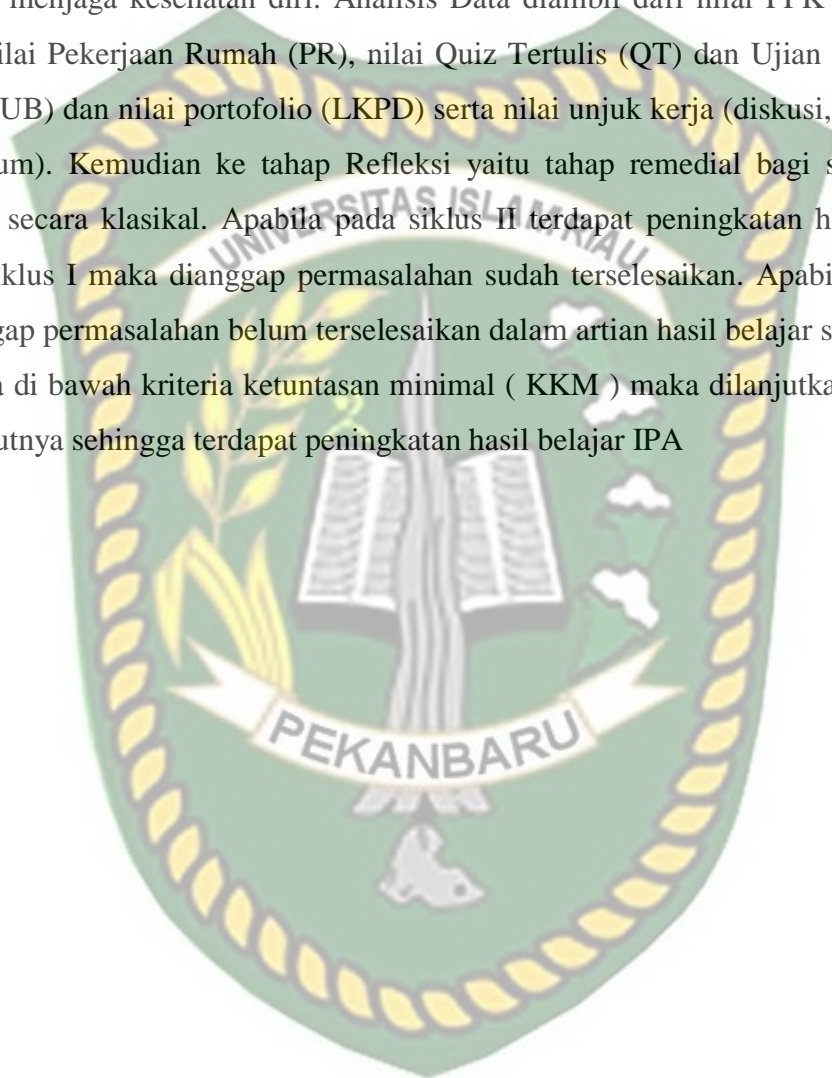 menjaga kesehatan diri. Analisis Data diambil dari nilai PPK
ilai Pekerjaan Rumah (PR), nilai Quiz Tertulis (QT) dan Ujian
UB) dan nilai portofolio (LKPD) serta nilai unjuk kerja (diskusi,
um). Kemudian ke tahap Refleksi yaitu tahap remedial bagi s
secara klasikal. Apabila pada siklus II terdapat peningkatan h
UNIVERSITAS ISLAM RIAU
iklus I maka dianggap permasalahan sudah terselesaikan. Apabi
gap permasalahan belum terselesaikan dalam artian hasil belajar s
di bawah kriteria ketuntasan minimal ( KKM ) maka dilanjutka
utnya sehingga terdapat peningkatan hasil belajar IPA
PEKANBARU